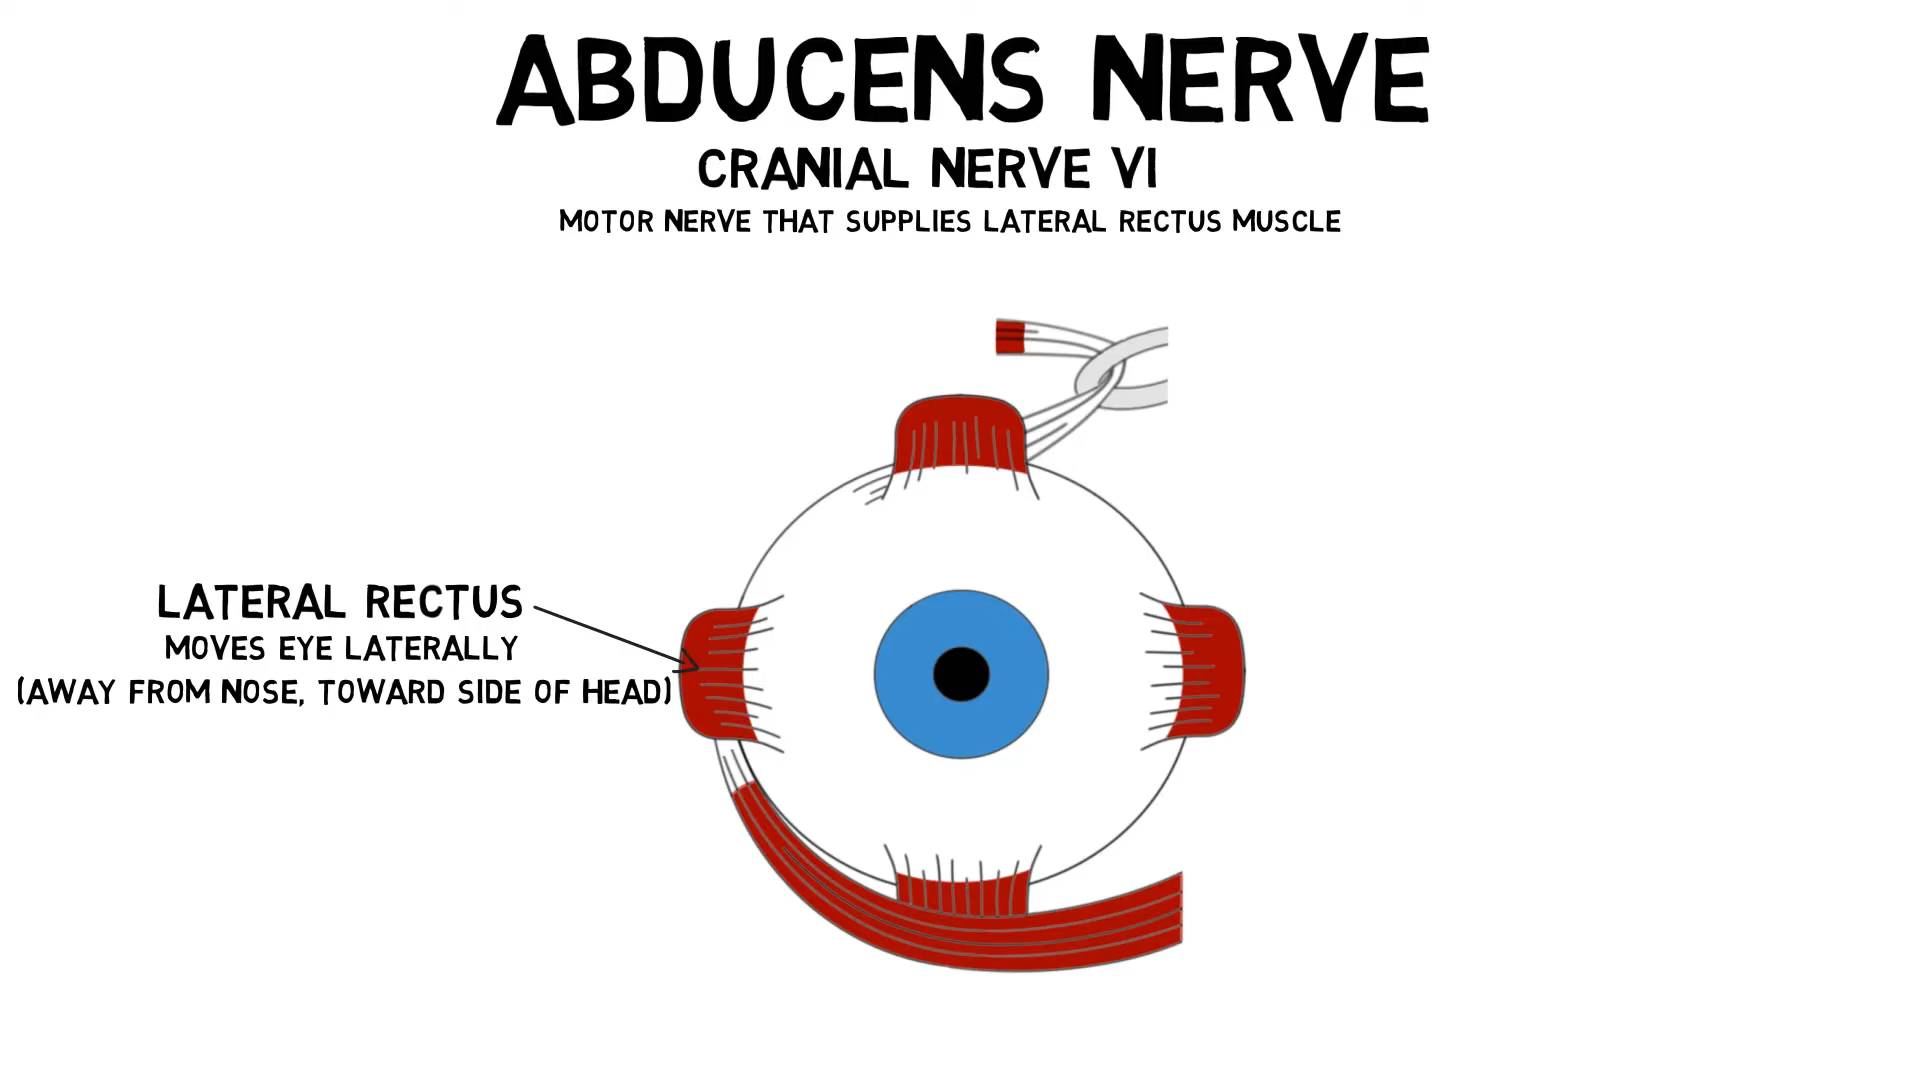 ABDUCENS NERVE
CRANIAL NERVE VI
MOTOR NERVE THAT SUPPLIES LATERAL RECTUS MUSCLE
LATERAL RECTUS
MOVES EYE LATERALLY
(AWAY FROM NOSE, TOWARD SIDE OF HEAD)